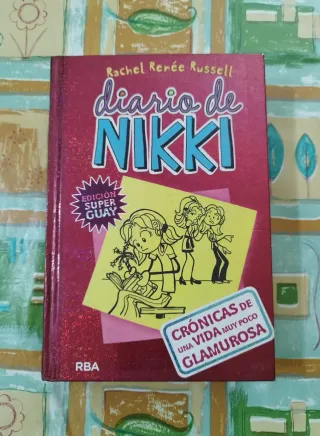 Rachel Renée Russell
diario de
NIKKI
EDICIÓN
SUPER
GUAY
CRÓNICAS DE
UNA VIDA MUY POCO
GLAMUROSA
RBA